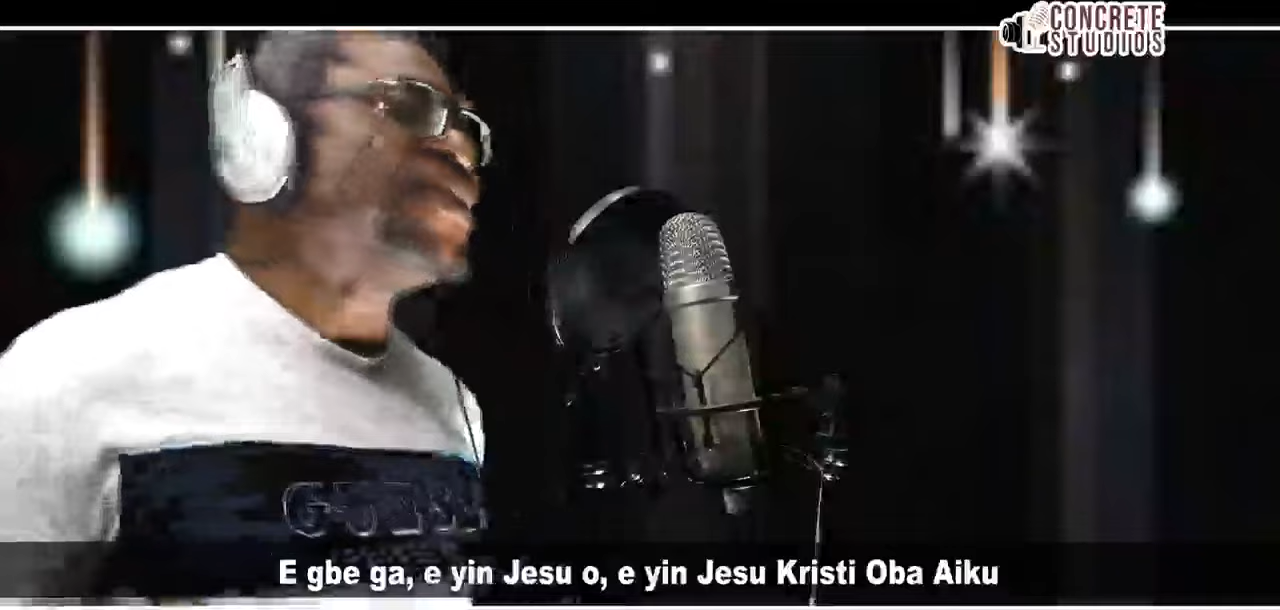 CONCRETE
STUDIOS
E gbe ga, e yin Jesu o, e yin Jesu Kristi Oba Aiku